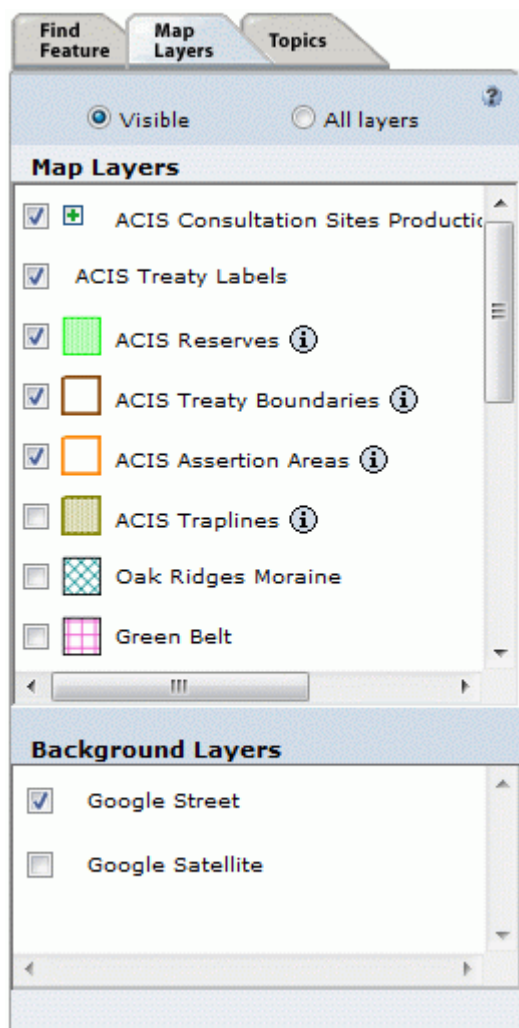 Find Feature
Map Layers
Topics
Visible
All layers
Map Layers
ACIS Consultation Sites Productio
ACIS Treaty Labels
ACIS Reserves
ACIS Treaty Boundaries
ACIS Assertion Areas
ACIS Traplines
Oak Ridges Moraine
Green Belt
Background Layers
Google Street
Google Satellite